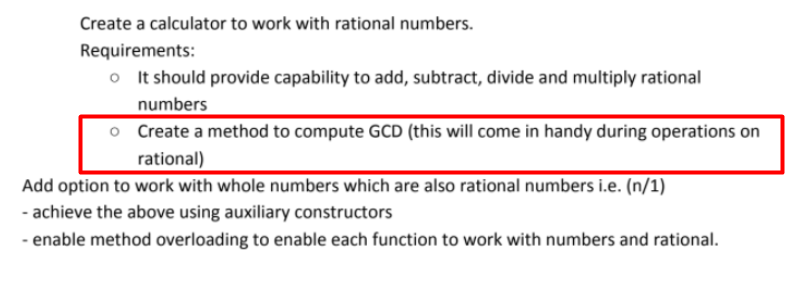 Create a calculator to work with rational numbers.
Requirements:
○ It should provide capability to add, subtract, divide and multiply rational
numbers
○ Create a method to compute GCD (this will come in handy during operations on
rational)
Add option to work with whole numbers which are also rational numbers i.e. (n/1)
- achieve the above using auxiliary constructors
- enable method overloading to enable each function to work with numbers and rational.